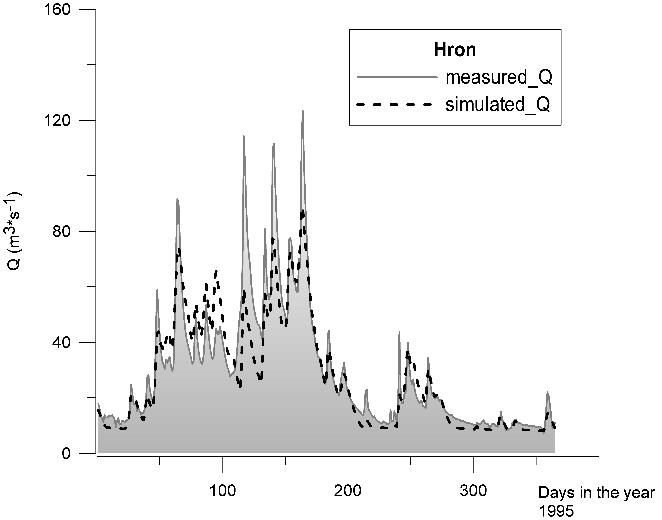 160
Hron
measured_Q
simulated_Q
120
80
Q (m3*s-1)
40
0
100
200
300
Days in the year
1995